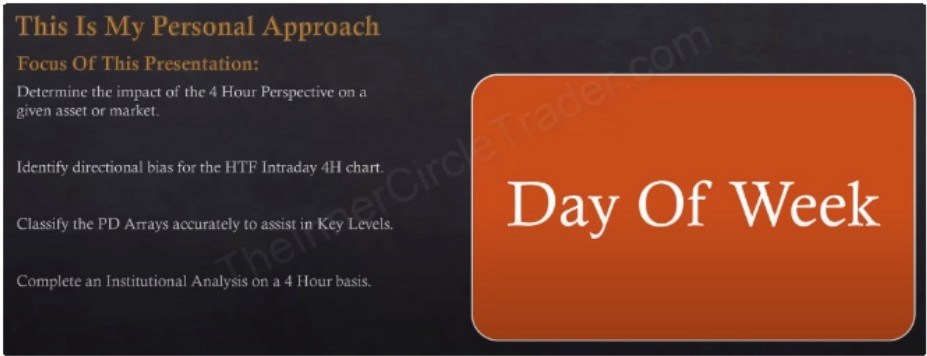 This Is My Personal Approach
Focus Of This Presentation:
Determine the impact of the 4 Hour Perspective on a
given asset or market.
Identify directional bias for the HTF Intraday 4H chart.
Classify the PD Arrays accurately to assist in Key Levels.
Complete an Institutional Analysis on a 4 Hour basis.
Day Of Week
TheInnerCircleTrader.com